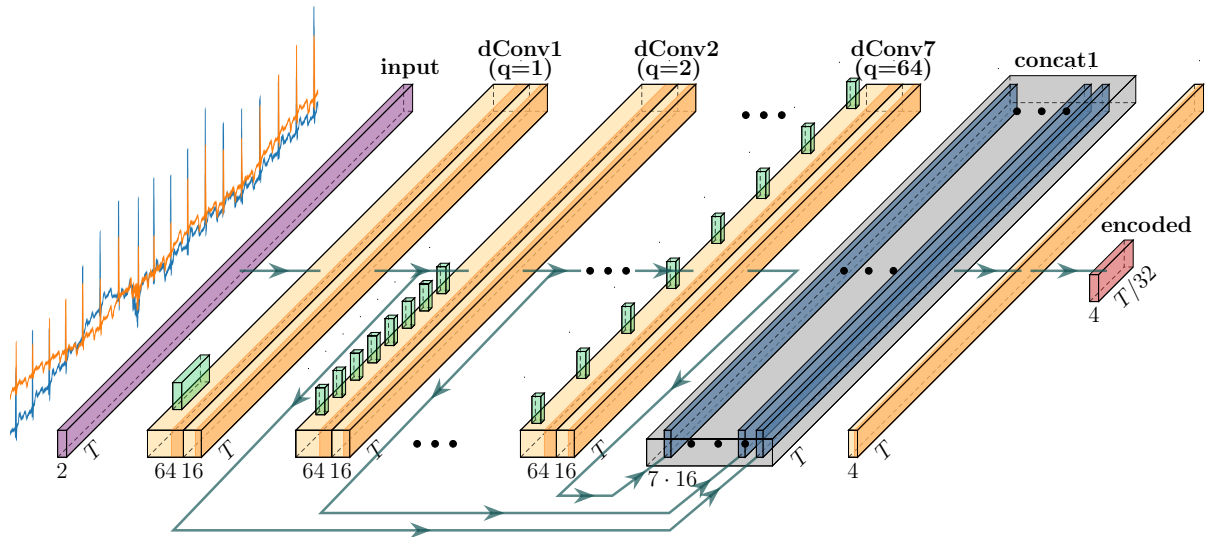 input
dConv1
(q=1)
dConv2
(q=2)
dConv7
(q=64)
concat1
encoded
2
T
64 16
T
64 16
T
64 16
T
7 · 16
T
4
T
4
T/32